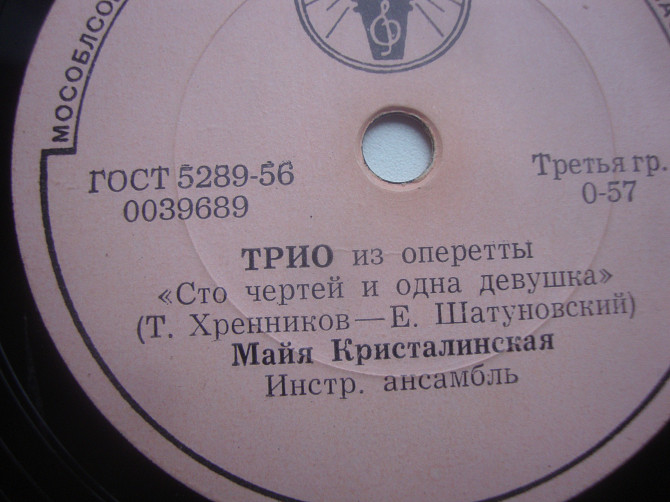 МОСОБЛСО
ГОСТ 5289-56
0039689
Третья гр.
0-57
ТРИО из оперетты
«Сто чертей и одна девушка»
(Т. Хренников—Е. Шатуновский)
Майя Кристалинская
Инстр. ансамбль